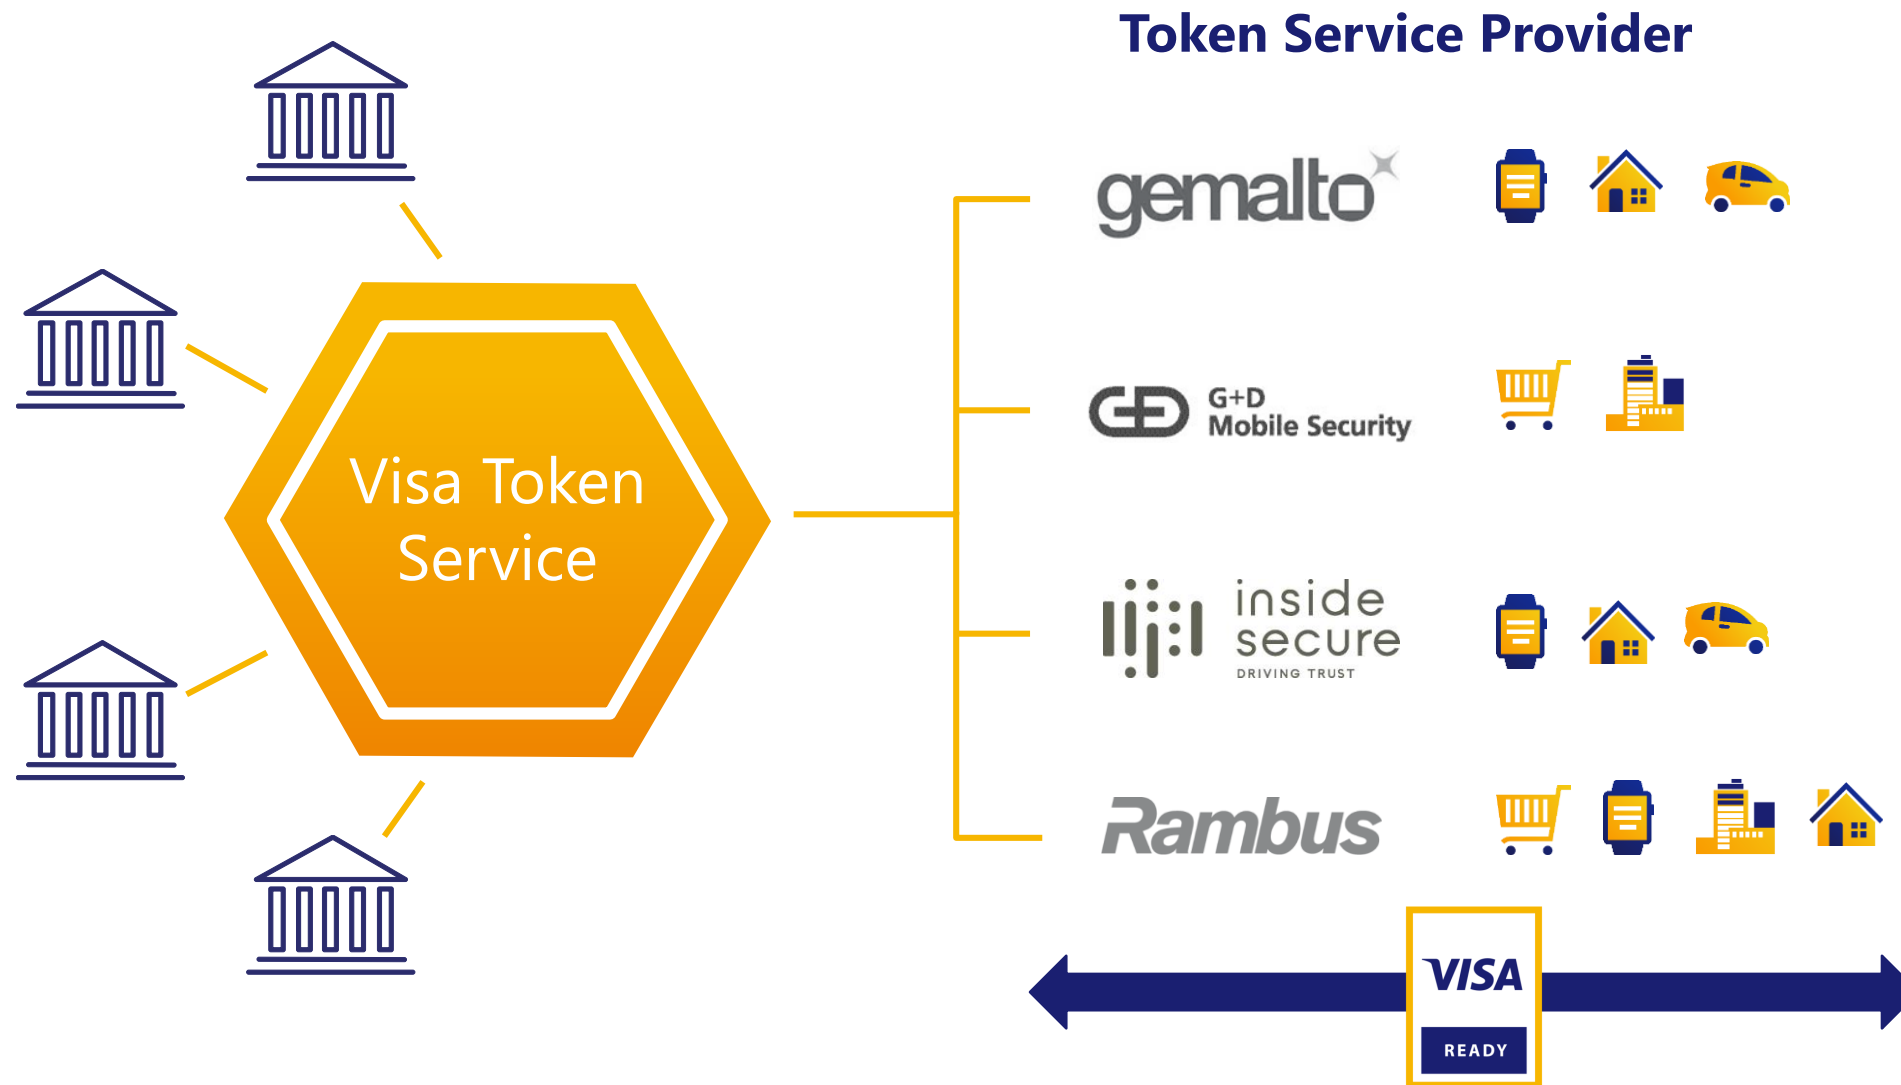 Token Service Provider
gemalto
G+D
Mobile Security
Visa Token
Service
inside
secure
DRIVING TRUST
Rambus
VISA
READY